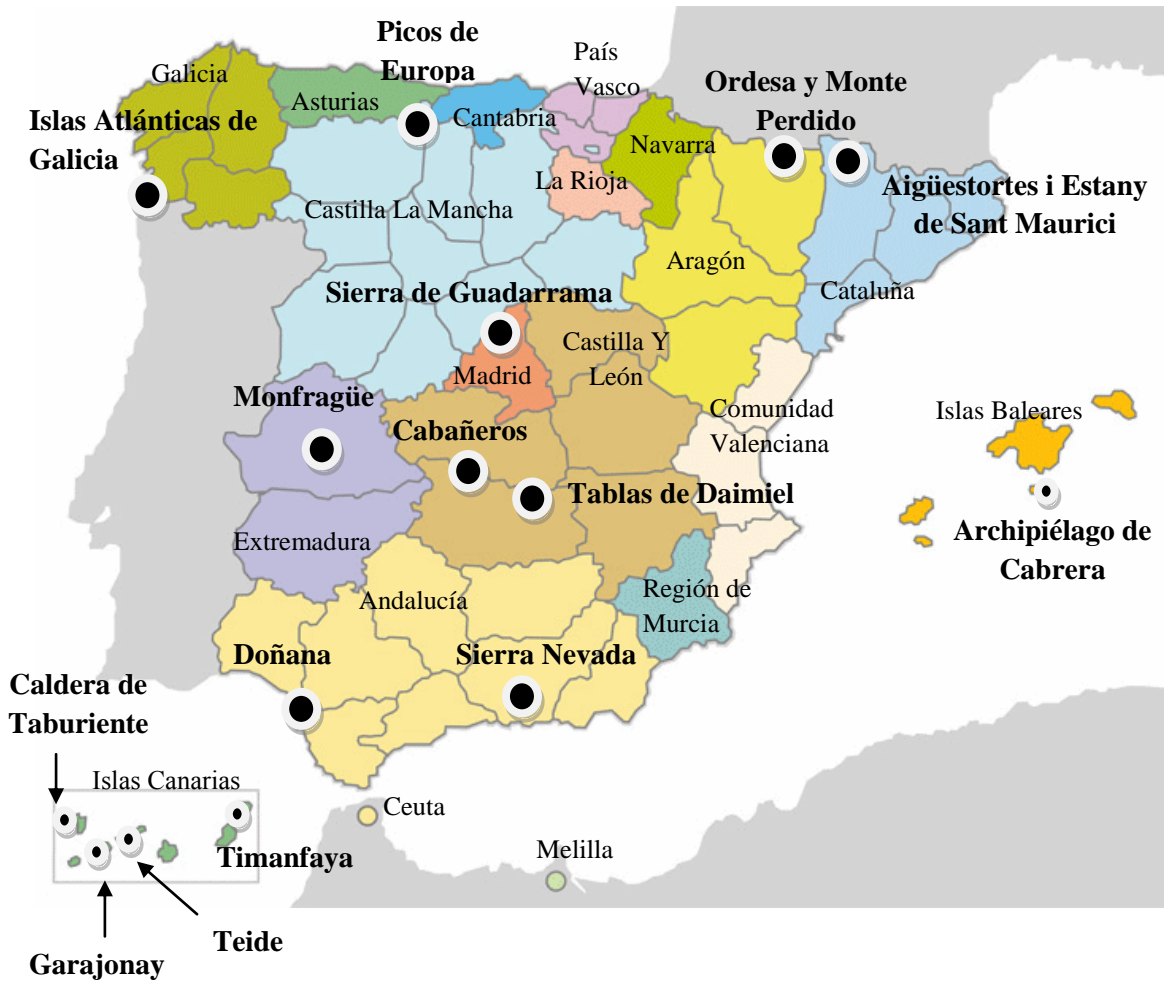 Picos de
Europa
País
Vasco
Galicia
Asturias
Cantabria
Ordesa y Monte
Perdido
Islas Atlánticas de
Galicia
Navarra
La Rioja
Aigüestortes i Estany
de Sant Maurici
Castilla La Mancha
Aragón
Cataluña
Sierra de Guadarrama
Castilla Y
León
Madrid
Monfragüe
Comunidad
Valenciana
Islas Baleares
Cabañeros
Tablas de Daimiel
Archipiélago de
Cabrera
Extremadura
Andalucía
Región de
Murcia
Doñana
Sierra Nevada
Caldera de
Taburiente
Islas Canarias
Ceuta
Timanfaya
Melilla
Teide
Garajonay